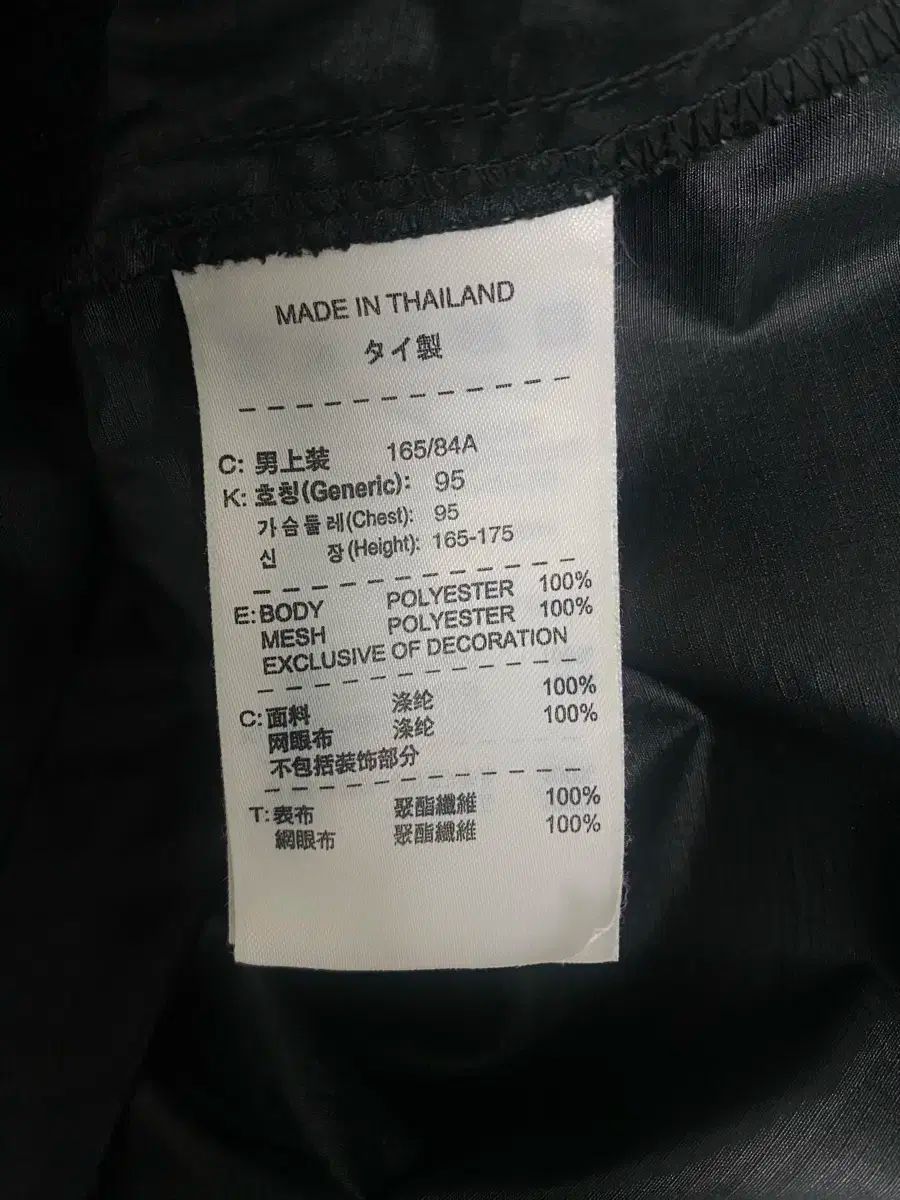 MADE IN THAILAND
タイ製
C: 男上装 165/84A
K: 호칭(Generic): 95
가슴둘레(Chest): 95
신 장(Height): 165-175
E: BODY POLYESTER 100%
MESH POLYESTER 100%
EXCLUSIVE OF DECORATION
C: 面料 涤纶 100%
网眼布 涤纶 100%
不包括装饰部分
T: 表布 聚酯纖維 100%
網眼布 聚酯纖維 100%